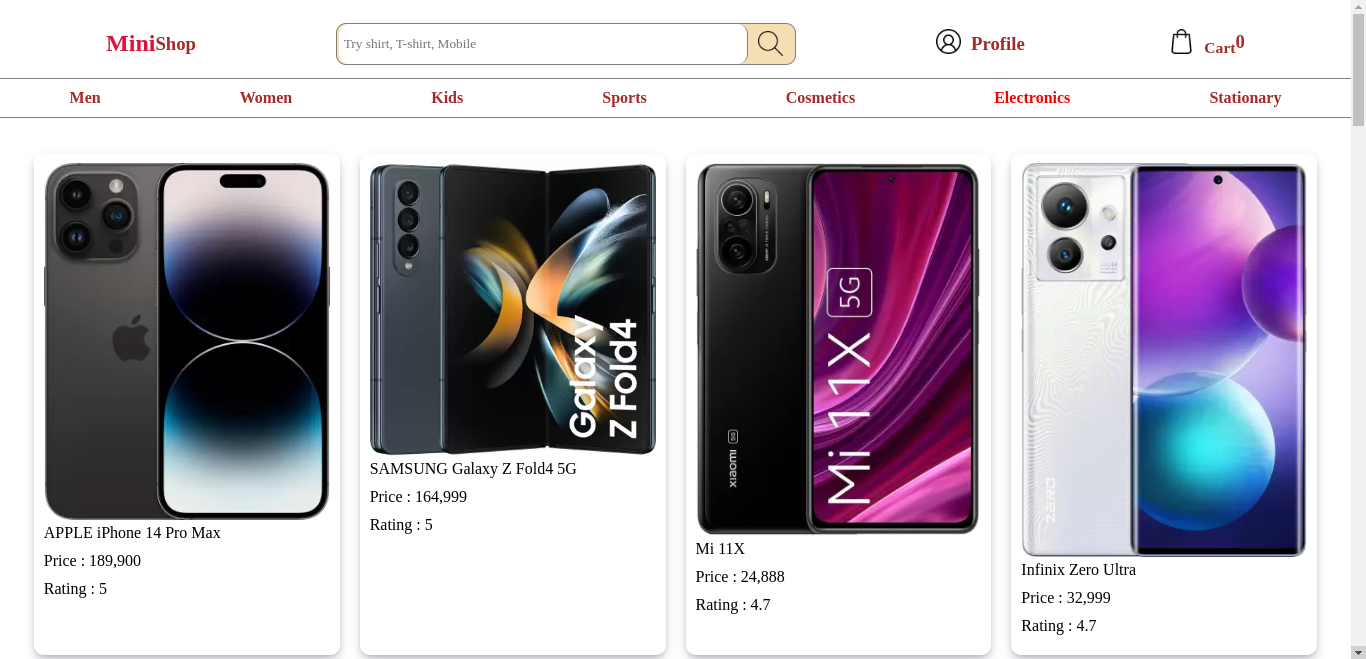 MiniShop
Try shirt, T-shirt, Mobile
Profile
Cart0
Men
Women
Kids
Sports
Cosmetics
Electronics
Stationary
Galaxy
Z Fold4
Mi 11X 5G
xiaomi 5G
ZERO
APPLE iPhone 14 Pro Max
Price : 189,900
Rating : 5
SAMSUNG Galaxy Z Fold4 5G
Price : 164,999
Rating : 5
Mi 11X
Price : 24,888
Rating : 4.7
Infinix Zero Ultra
Price : 32,999
Rating : 4.7